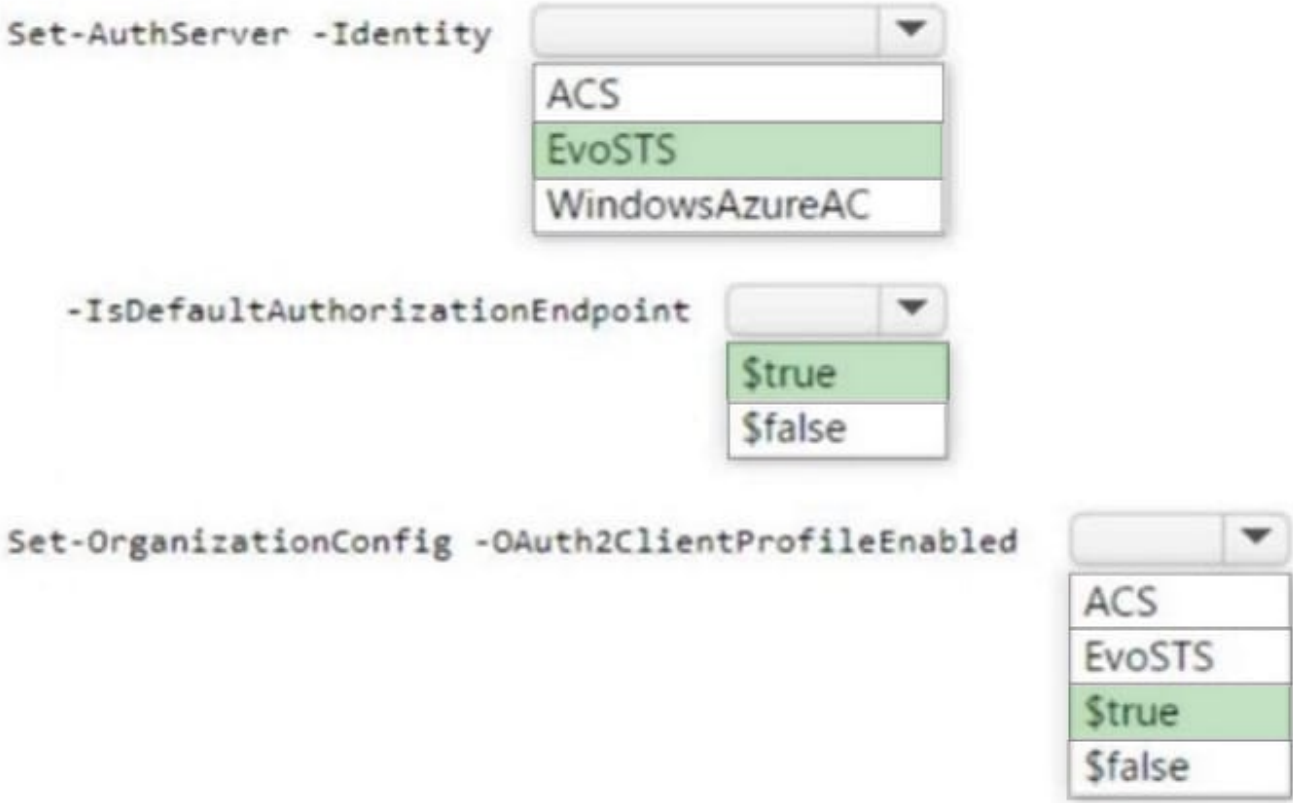 Set-AuthServer -Identity
ACS
EvoSTS
WindowsAzureAC
-IsDefaultAuthorizationEndpoint
$true
$false
Set-OrganizationConfig -OAuth2ClientProfileEnabled
ACS
EvoSTS
$true
$false